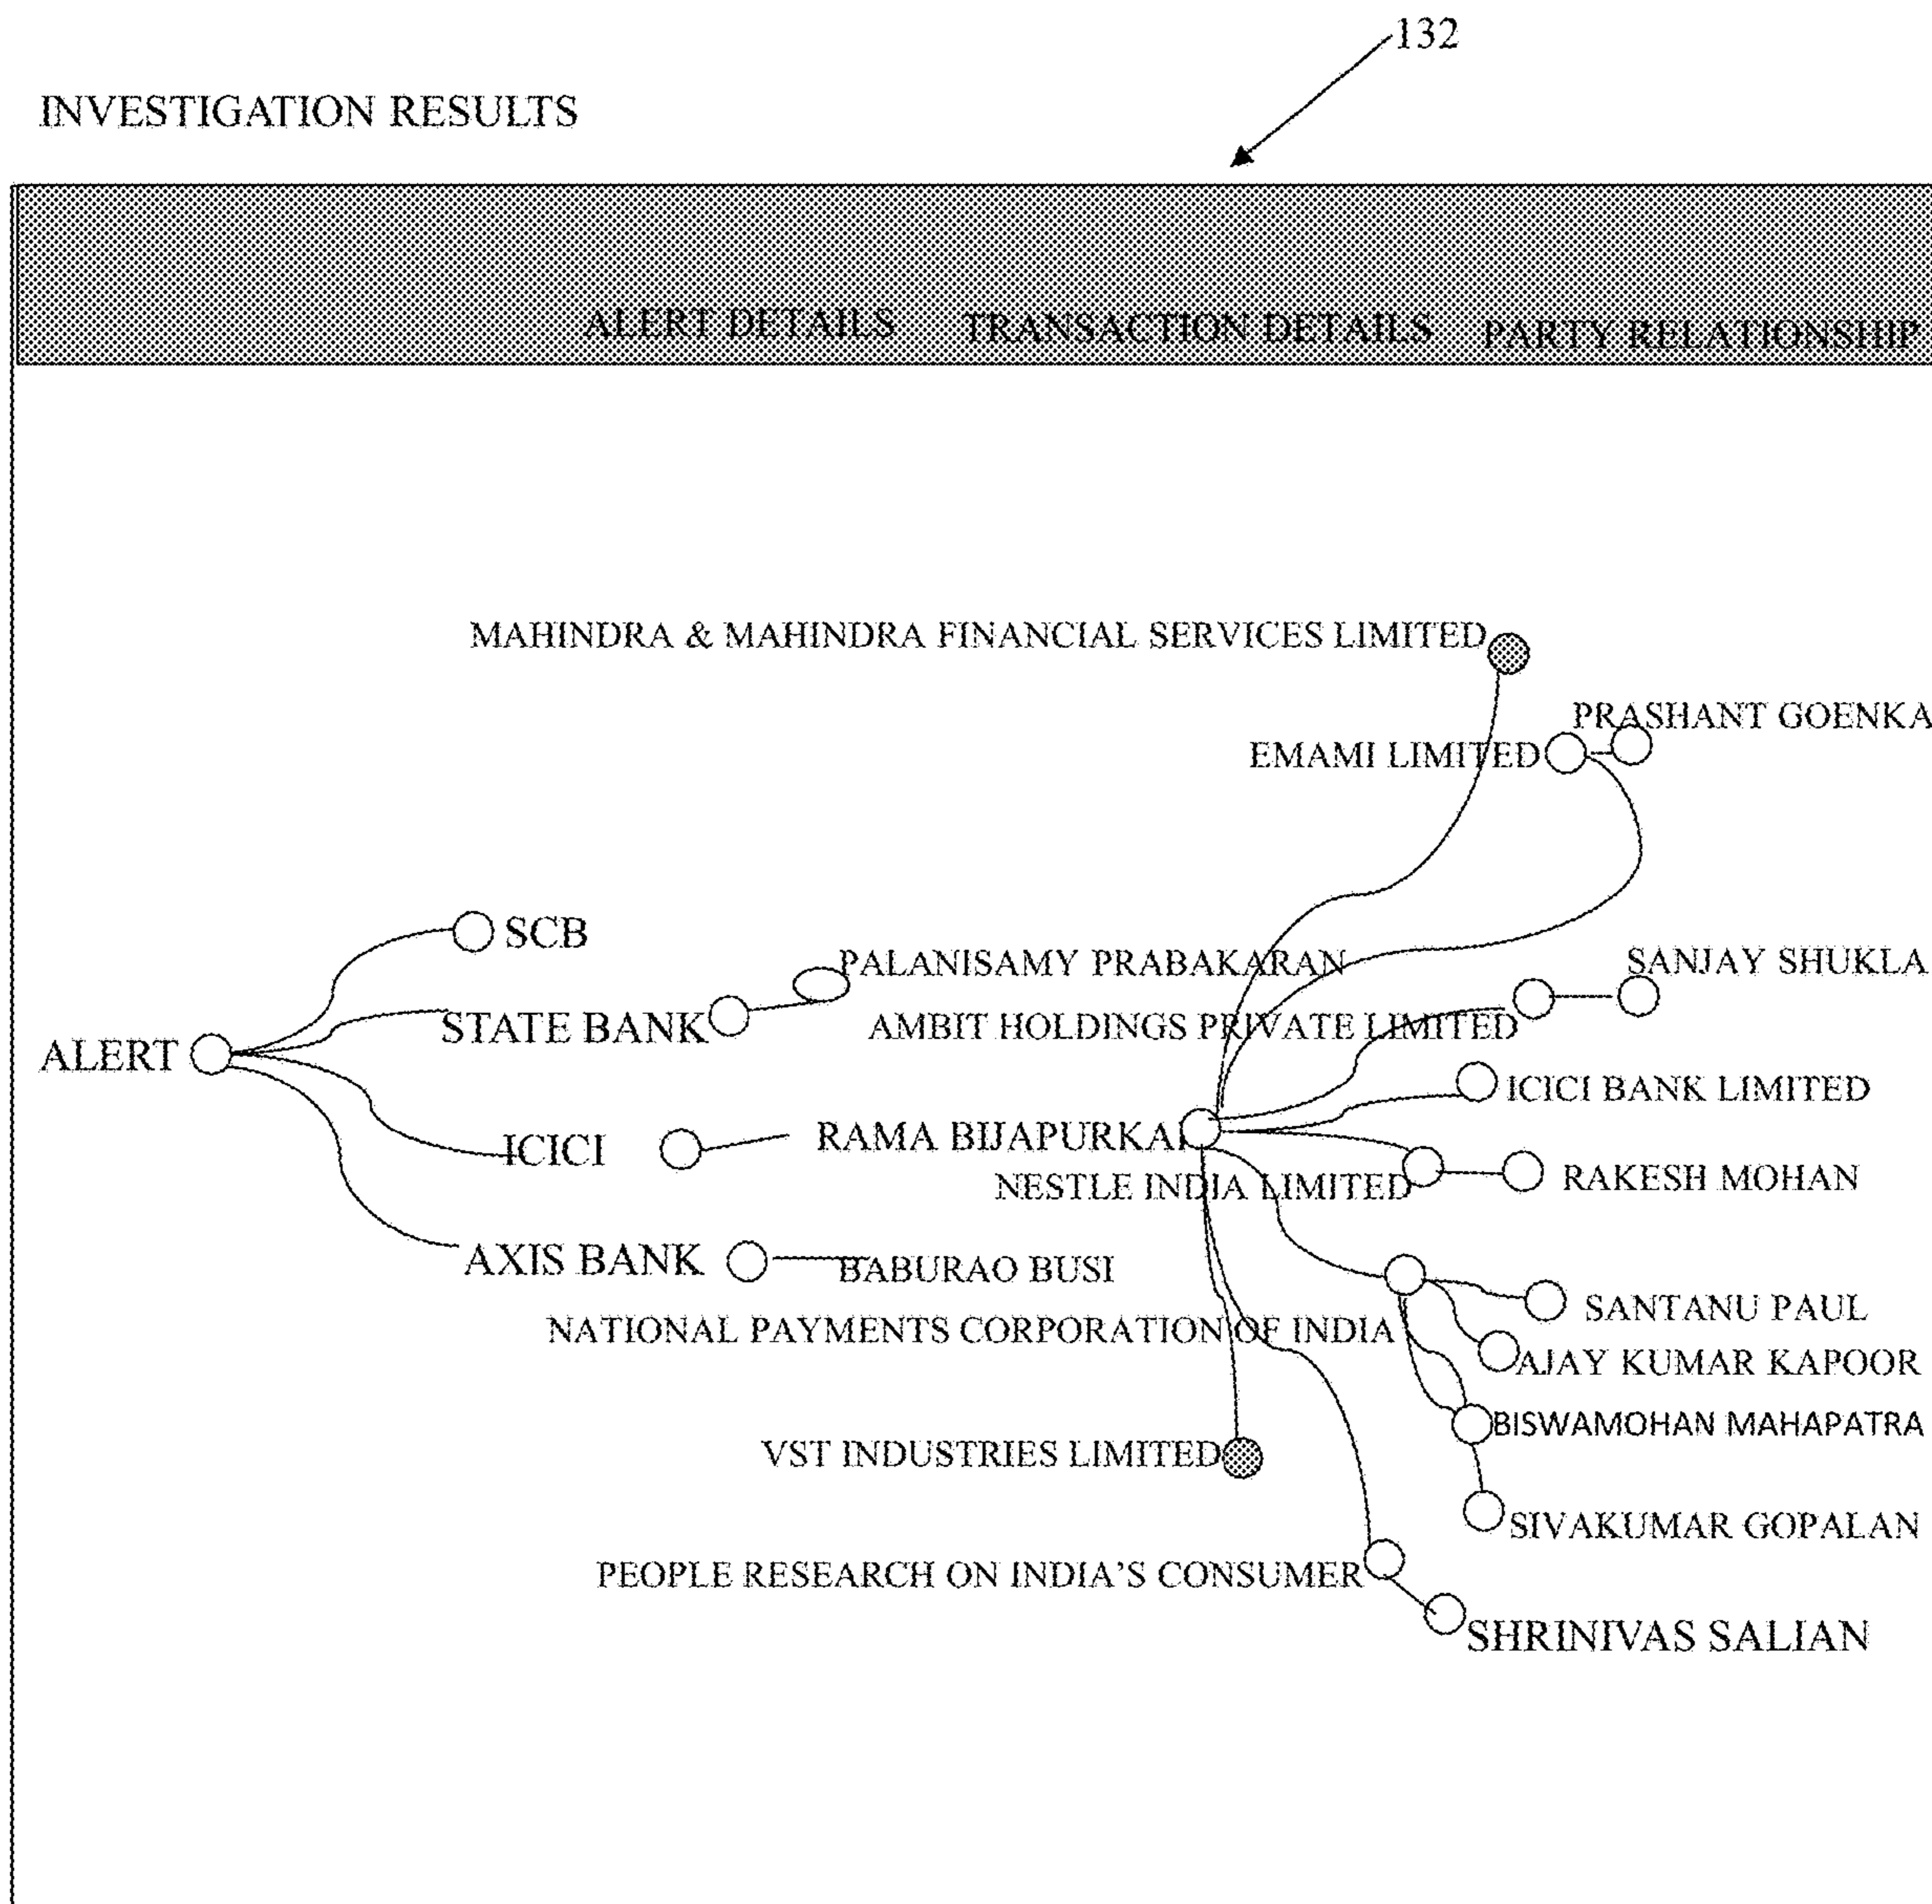 132
INVESTIGATION RESULTS
ALERT DETAILS TRANSACTION DETAILS PARTY RELATIONSHIP
MAHINDRA & MAHINDRA FINANCIAL SERVICES LIMITED
PRASHANT GOENKA
EMAMI LIMITED
SCB
PALANISAMY PRABAKARAN
SANJAY SHUKLA
STATE BANK
AMBIT HOLDINGS PRIVATE LIMITED
ALERT
ICICI BANK LIMITED
ICICI
RAMA BIJAPURKAR
NESTLE INDIA LIMITED
RAKESH MOHAN
AXIS BANK
BABURAO BUSI
SANTANU PAUL
NATIONAL PAYMENTS CORPORATION OF INDIA
AJAY KUMAR KAPOOR
BISWAMOHAN MAHAPATRA
VST INDUSTRIES LIMITED
SIVAKUMAR GOPALAN
PEOPLE RESEARCH ON INDIA'S CONSUMER
SHRINIVAS SALIAN